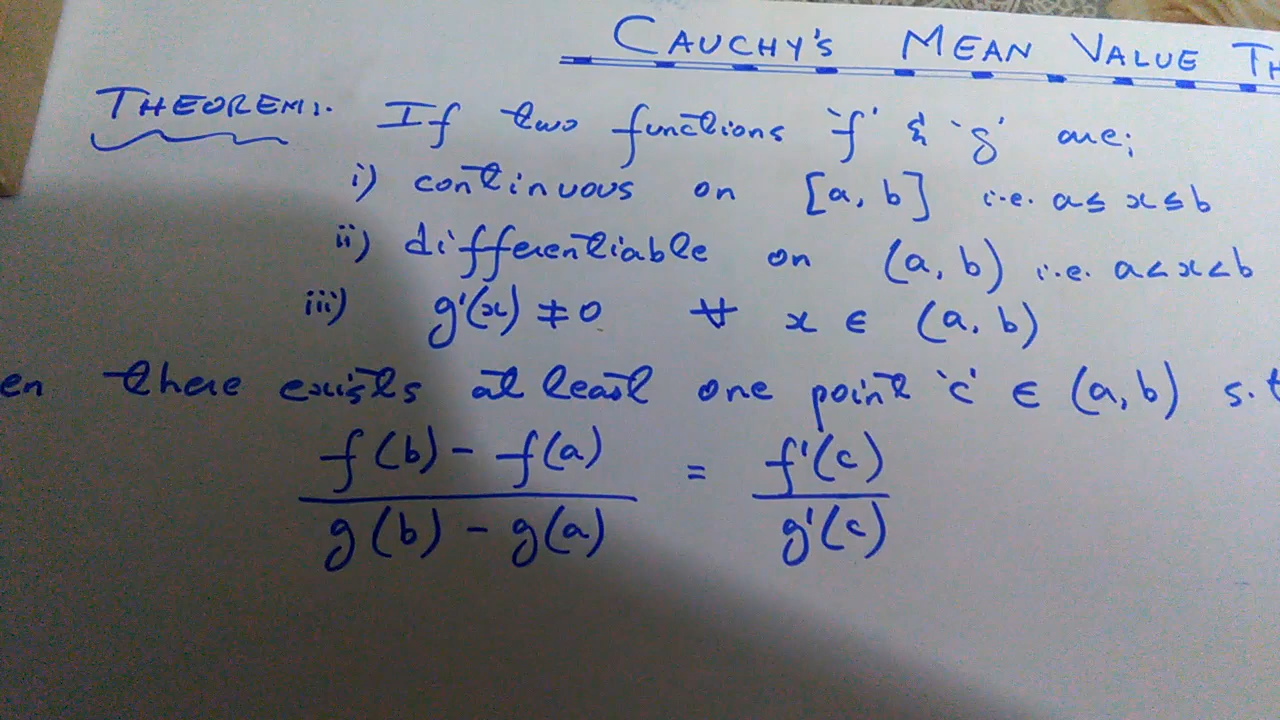 CAUCHY'S MEAN VALUE TH
THEOREM:. If two functions 'f' & 'g' are;
i) continuous on [a, b] i.e. a ≤ x ≤ b
ii) differentiable on (a, b) i.e. a < x < b
iii) g'(x) ≠ 0 ∀ x ∈ (a, b)
en there exists at least one point 'c' ∈ (a, b) s.t
f(b) - f(a) = f'(c)
g(b) - g(a) g'(c)